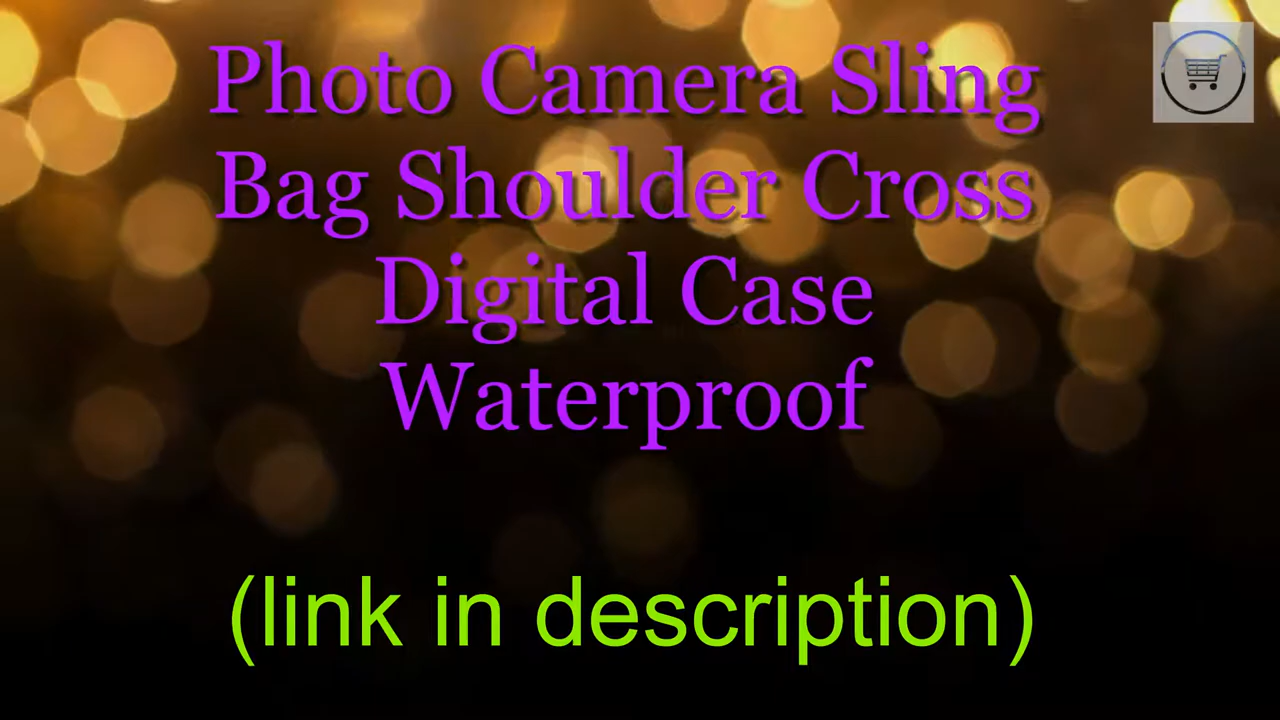 Photo Camera Sling
Bag Shoulder Cross
Digital Case
Waterproof
(link in description)